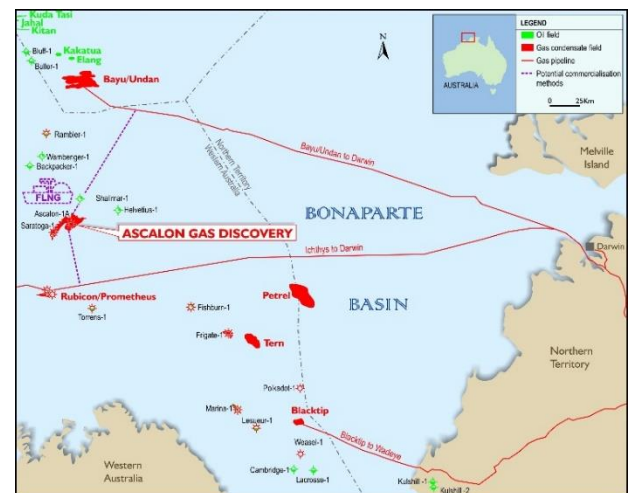 Kuda Tasi
Jahal
Kitan
Bluff-1
Kakatua
Elang
Buller-1
Bayu/Undan
N
LEGEND
Oil field
Gas condensate field
Gas pipeline
Potential commercialisation
methods
0 25Km
AUSTRALIA
Rambler-1
Wamberger-1
Backpacker-1
FLNG
Shalimar-1
Helvetius-1
Ascalon-1A
Saratoga-1
ASCALON GAS DISCOVERY
Bayu/Undan to Darwin
Northern Territory
Western Australia
Melville
Island
BONAPARTE
Ichthys to Darwin
Darwin
Rubicon/Prometheus
Torrens-1
Fishburn-1
Petrel
BASIN
Frigate-1
Tern
Northern
Territory
Polkadot-1
Marina-1
Lesueur-1
Blacktip
Blacktip to Wadeye
Weasel-1
Western
Australia
Cambridge-1
Lacrosse-1
Kulshill -1
Kulshill -2